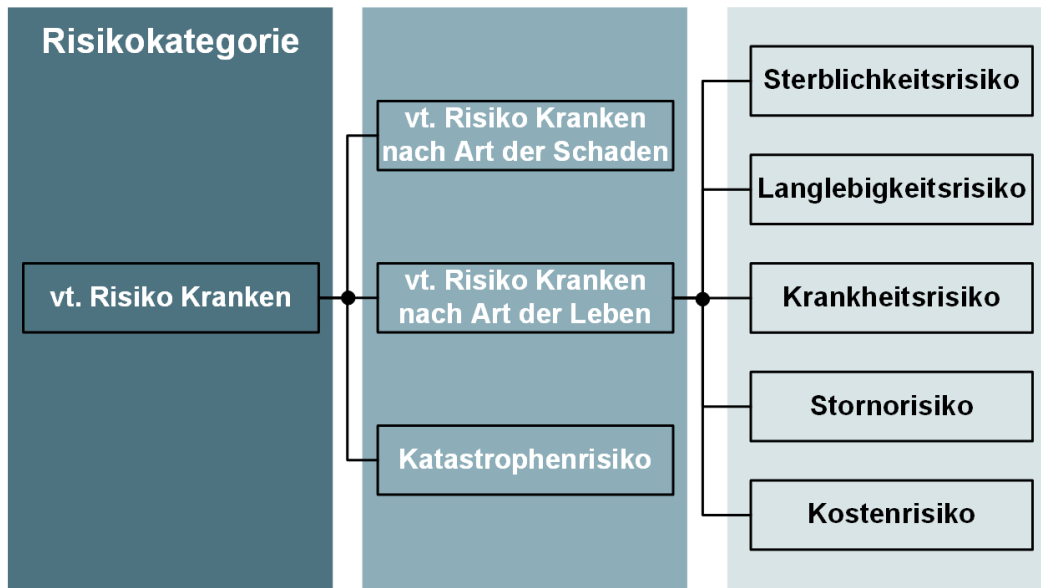 Risikokategorie
vt. Risiko Kranken
vt. Risiko Kranken
nach Art der Schaden
vt. Risiko Kranken
nach Art der Leben
Katastrophenrisiko
Sterblichkeitsrisiko
Langlebigkeitsrisiko
Krankheitsrisiko
Stornorisiko
Kostenrisiko